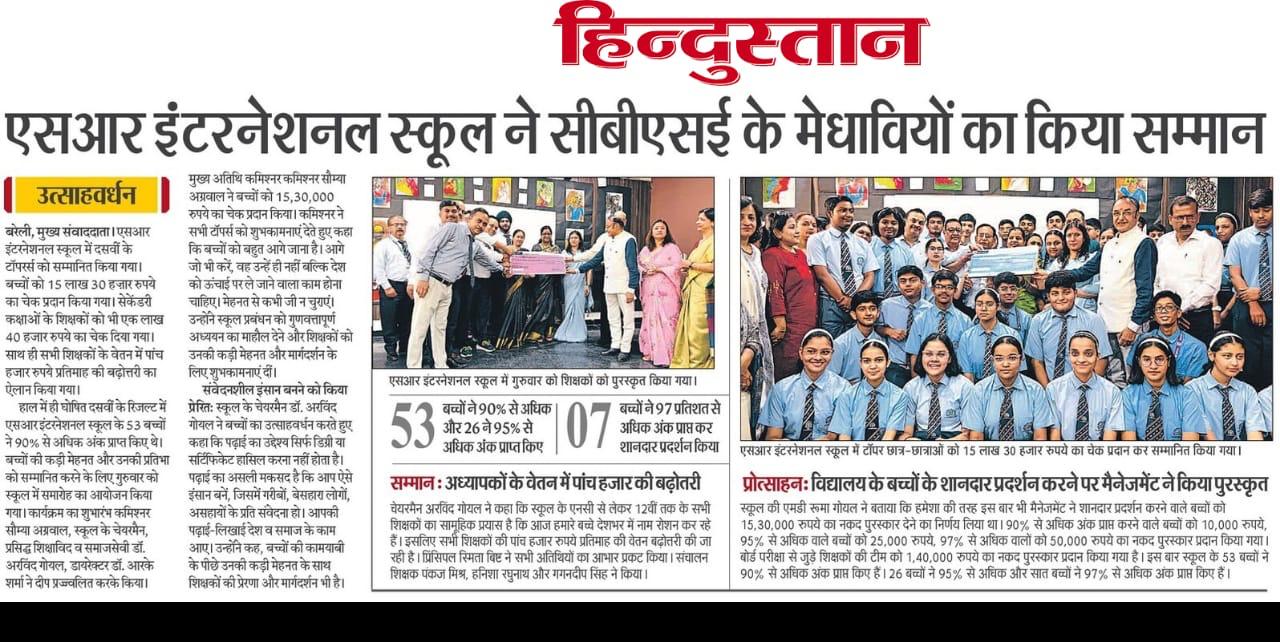 हिन्दुस्तान
एसआर इंटरनेशनल स्कूल ने सीबीएसई के मेधावियों का किया सम्मान
उत्साहवर्धन
बरेली, मुख्य संवाददाता। एसआर
इंटरनेशनल स्कूल में दसवीं के
टॉपरर्स को सम्मानित किया गया।
बच्चों को 15 लाख 30 हजार रुपये
का चेक प्रदान किया गया। सेकेंडरी
कक्षाओं के शिक्षकों को भी एक लाख
40 हजार रुपये का चेक दिया गया।
साथ ही सभी शिक्षकों के वेतन में पांच
हजार रुपये प्रतिमाह की बढ़ोत्तरी का
ऐलान किया गया।
हाल में ही घोषित दसवीं के रिजल्ट में
एसआर इंटरनेशनल स्कूल के 53 बच्चों
ने 90% से अधिक अंक प्राप्त किए थे।
बच्चों की कड़ी मेहनत और उनकी प्रतिभा
को सम्मानित करने के लिए गुरुवार को
स्कूल में समारोह का आयोजन किया
गया। कार्यक्रम का शुभारंभ कमिश्नर
सौम्या अग्रवाल, स्कूल के चेयरमैन,
प्रसिद्ध शिक्षाविद व समाजसेवी डॉ.
अरविंद गोयल, डायरेक्टर डॉ. आरके
शर्मा ने दीप प्रज्ज्वलित करके किया।
मुख्य अतिथि कमिश्नर कमिश्नर सौम्या
अग्रवाल ने बच्चों को 15,30,000
रुपये का चेक प्रदान किया। कमिश्नर ने
सभी टॉपर्स को शुभकामनाएं देते हुए कहा
कि बच्चों को बहुत आगे जाना है। आगे
जो भी करें, वह उन्हें ही नहीं बल्कि देश
को ऊंचाई पर ले जाने वाला काम होना
चाहिए। मेहनत से कभी जी न चुराएं।
उन्होंने स्कूल प्रबंधन को गुणवत्तापूर्ण
अध्ययन का माहौल देने और शिक्षकों को
उनकी कड़ी मेहनत और मार्गदर्शन के
लिए शुभकामनाएं दीं।
संवेदनशील इंसान बनने को किया
प्रेरित: स्कूल के चेयरमैन डॉ. अरविंद
गोयल ने बच्चों का उत्साहवर्धन करते हुए
कहा कि पढ़ाई का उद्देश्य सिर्फ डिग्री या
सर्टिफिकेट हासिल करना नहीं होता है।
पढ़ाई का असली मकसद है कि आप ऐसे
इंसान बनें, जिसमें गरीबों, बेसहारा लोगों,
असहायों के प्रति संवेदना हो। आपकी
पढ़ाई-लिखाई देश व समाज के काम
आए। उन्होंने कहा, बच्चों की कामयाबी
के पीछे उनकी कड़ी मेहनत के साथ
शिक्षकों की प्रेरणा और मार्गदर्शन भी है।
एसआर इंटरनेशनल स्कूल में गुरुवार को शिक्षकों को पुरस्कृत किया गया।
53 बच्चों ने 90% से अधिक
और 26 ने 95% से
अधिक अंक प्राप्त किए
07 बच्चों ने 97 प्रतिशत से
अधिक अंक प्राप्त कर
शानदार प्रदर्शन किया
सम्मान : अध्यापकों के वेतन में पांच हजार की बढ़ोतरी
चेयरमैन अरविंद गोयल ने कहा कि स्कूल के एनसी से लेकर 12वीं तक के सभी
शिक्षकों का सामूहिक प्रयास है कि आज हमारे बच्चे देशभर में नाम रोशन कर रहे
हैं। इसलिए सभी शिक्षकों की पांच हजार रुपये प्रतिमाह की वेतन बढ़ोतरी की जा
रही है। प्रिंसिपल स्मिता बिष्ट ने सभी अतिथियों का आभार प्रकट किया। संचालन
शिक्षक पंकज मिश्र, हनिशा रघुनाथ और गगनदीप सिंह ने किया।
एसआर इंटरनेशनल स्कूल में टॉपर छात्र-छात्राओं को 15 लाख 30 हजार रुपये का चेक प्रदान कर सम्मानित किया गया।
प्रोत्साहन: विद्यालय के बच्चों के शानदार प्रदर्शन करने पर मैनेजमेंट ने किया पुरस्कृत
स्कूल की एमडी रूमा गोयल ने बताया कि हमेशा की तरह इस बार भी मैनेजमेंट ने शानदार प्रदर्शन करने वाले बच्चों को
15,30,000 रुपये का नकद पुरस्कार देने का निर्णय लिया था। 90% से अधिक अंक प्राप्त करने वाले बच्चों को 10,000 रुपये,
95% से अधिक वाले बच्चों को 25,000 रुपये, 97% से अधिक वालों को 50,000 रुपये का नकद पुरस्कार प्रदान किया गया।
बोर्ड परीक्षा से जुड़े शिक्षकों की टीम को 1,40,000 रुपये का नकद पुरस्कार प्रदान किया गया है। इस बार स्कूल के 53 बच्चों ने
90% से अधिक अंक प्राप्त किए हैं। 26 बच्चों ने 95% से अधिक और सात बच्चों ने 97% से अधिक अंक प्राप्त किए हैं।